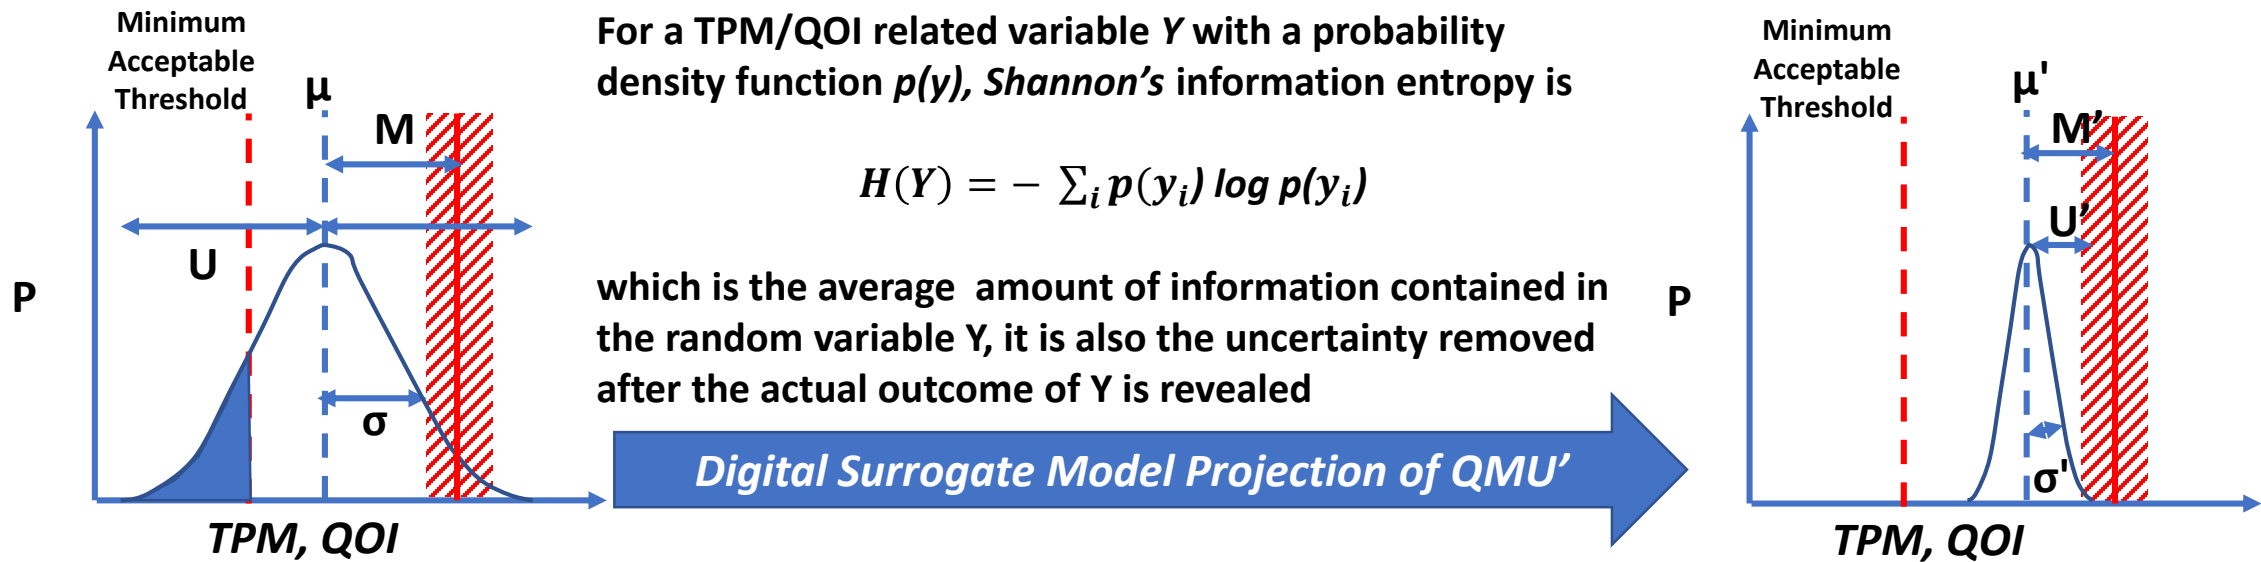 Minimum
Acceptable
Threshold
μ
M
U
σ
P
TPM, QOI
For a TPM/QOI related variable Y with a probability
density function p(y), Shannon’s information entropy is
H(Y) = − ∑ᵢ p(yᵢ) log p(yᵢ)
which is the average  amount of information contained in
the random variable Y, it is also the uncertainty removed
after the actual outcome of Y is revealed
Digital Surrogate Model Projection of QMU’
Minimum
Acceptable
Threshold
μ'
M’
U’
P
σ'
TPM, QOI